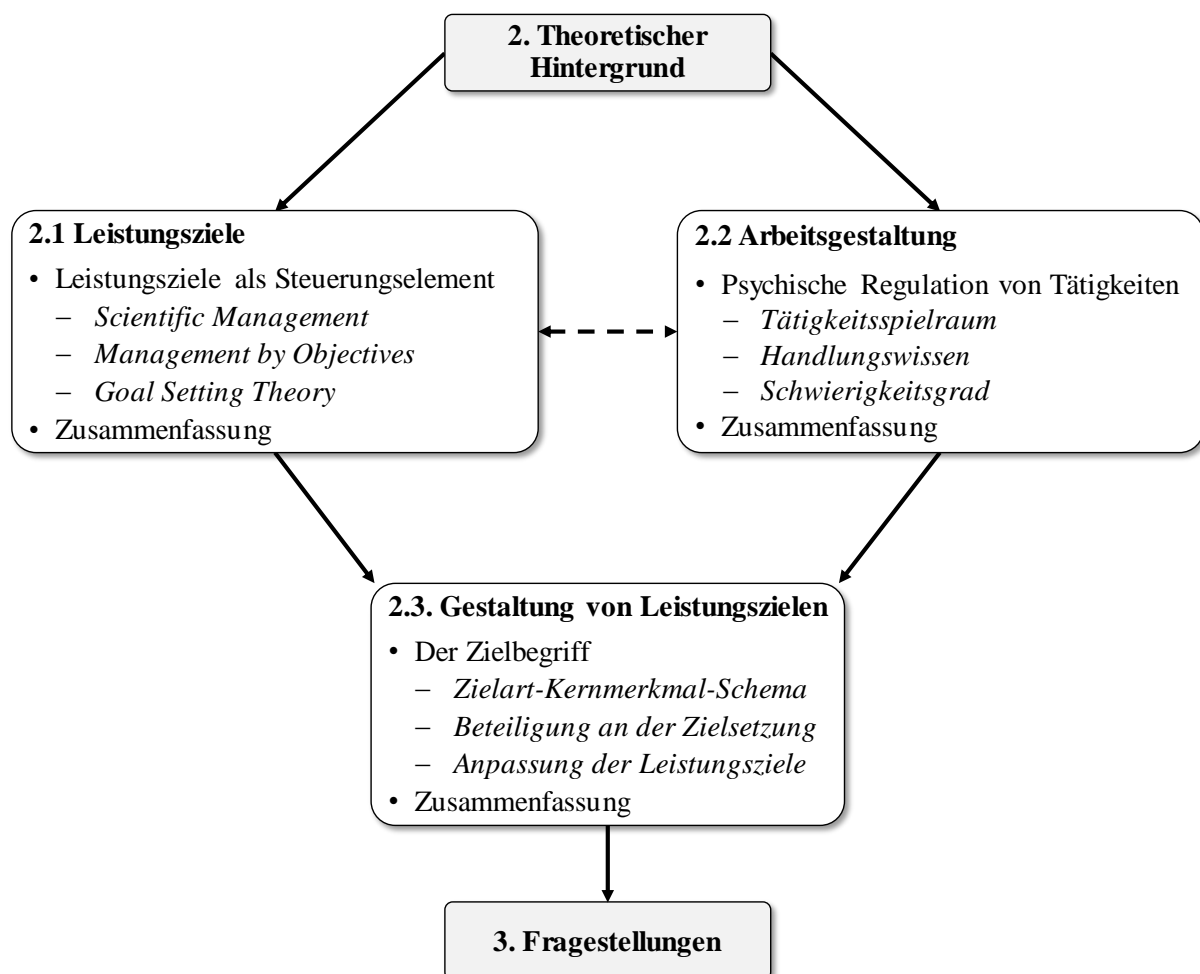 2. Theoretischer
Hintergrund
2.1 Leistungsziele
• Leistungsziele als Steuerungselement
– Scientific Management
– Management by Objectives
– Goal Setting Theory
• Zusammenfassung
2.2 Arbeitsgestaltung
• Psychische Regulation von Tätigkeiten
– Tätigkeitsspielraum
– Handlungswissen
– Schwierigkeitsgrad
• Zusammenfassung
2.3. Gestaltung von Leistungszielen
• Der Zielbegriff
– Zielart-Kernmerkmal-Schema
– Beteiligung an der Zielsetzung
– Anpassung der Leistungsziele
• Zusammenfassung
3. Fragestellungen